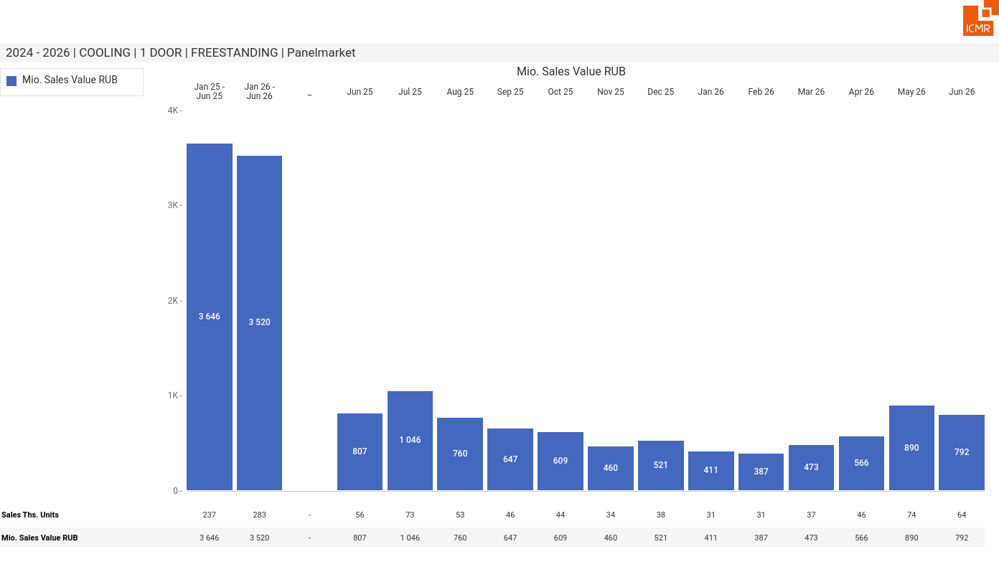 ICMR
2024 - 2026 | COOLING | 1 DOOR | FREESTANDING | Panelmarket
Mio. Sales Value RUB
Mio. Sales Value RUB
Jan 25 - Jun 25 Jan 26 - Jun 26 – Jun 25 Jul 25 Aug 25 Sep 25 Oct 25 Nov 25 Dec 25 Jan 26 Feb 26 Mar 26 Apr 26 May 26 Jun 26
4K
3K
2K
1K
0
3 646 3 520 807 1 046 760 647 609 460 521 411 387 473 566 890 792
Sales Ths. Units 237 283 - 56 73 53 46 44 34 38 31 31 37 46 74 64
Mio. Sales Value RUB 3 646 3 520 - 807 1 046 760 647 609 460 521 411 387 473 566 890 792